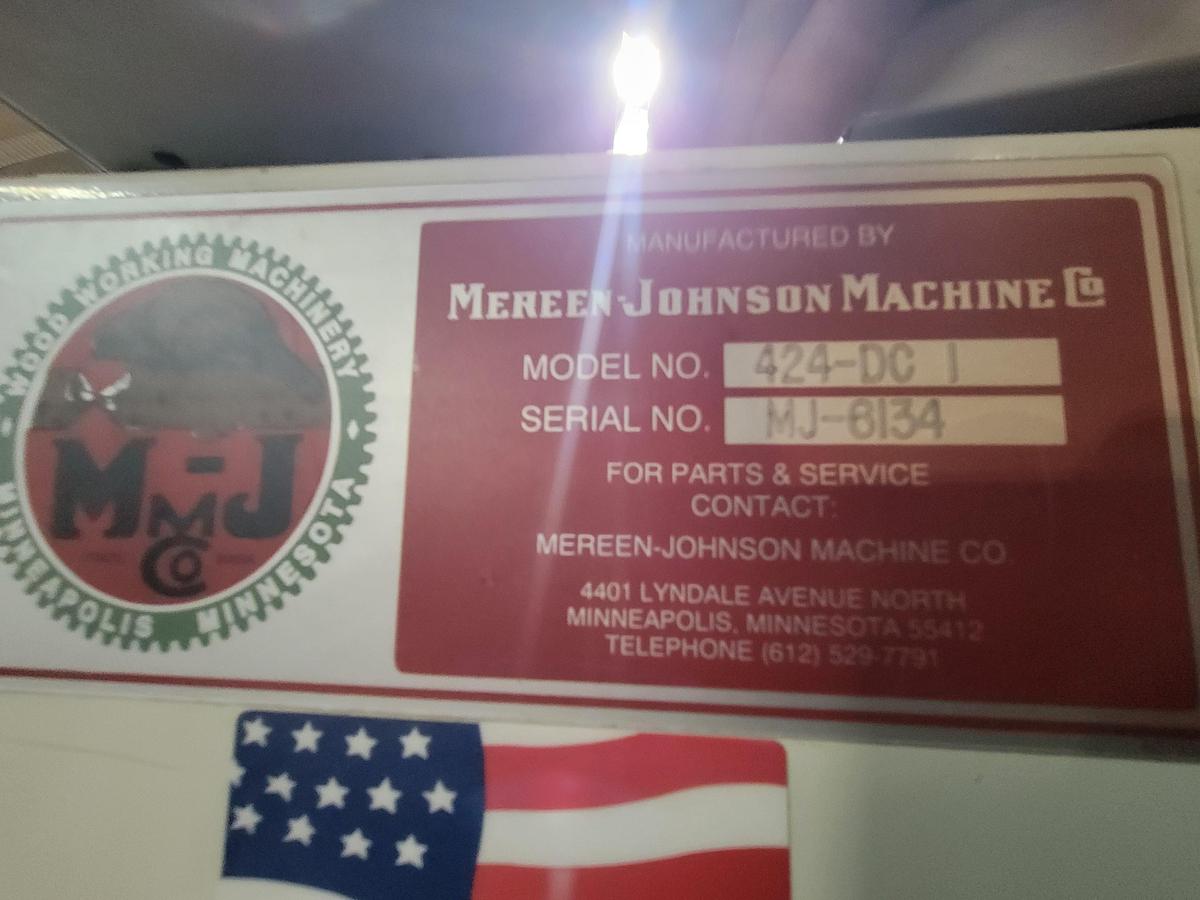 WOOD WORKING MACHINERY
M-J
M
Co
MINNEAPOLIS MINNESOTA
MANUFACTURED BY
MEREEN-JOHNSON MACHINE Co
MODEL NO. 424-DC 1
SERIAL NO. MJ-6134
FOR PARTS & SERVICE
CONTACT:
MEREEN-JOHNSON MACHINE CO.
4401 LYNDALE AVENUE NORTH
MINNEAPOLIS, MINNESOTA 55412
TELEPHONE (612) 529-7791